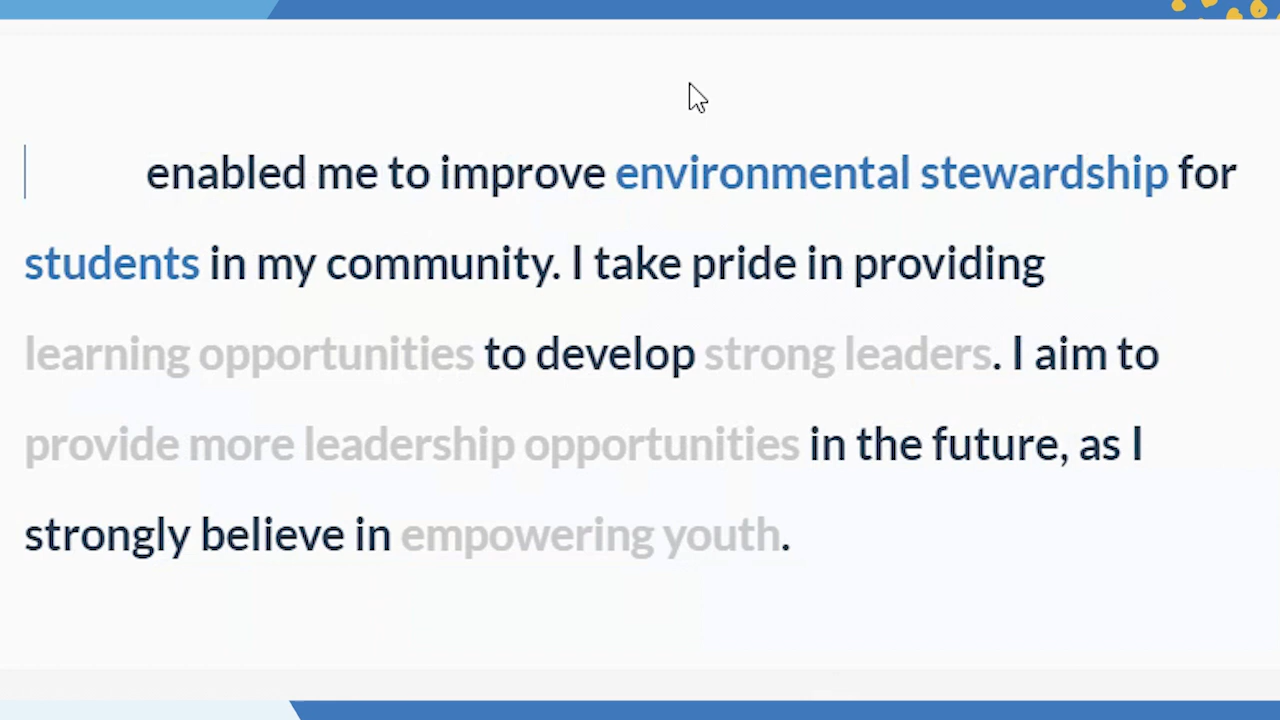 enabled me to improve environmental stewardship for
students in my community. I take pride in providing
learning opportunities to develop strong leaders. I aim to
provide more leadership opportunities in the future, as I
strongly believe in empowering youth.